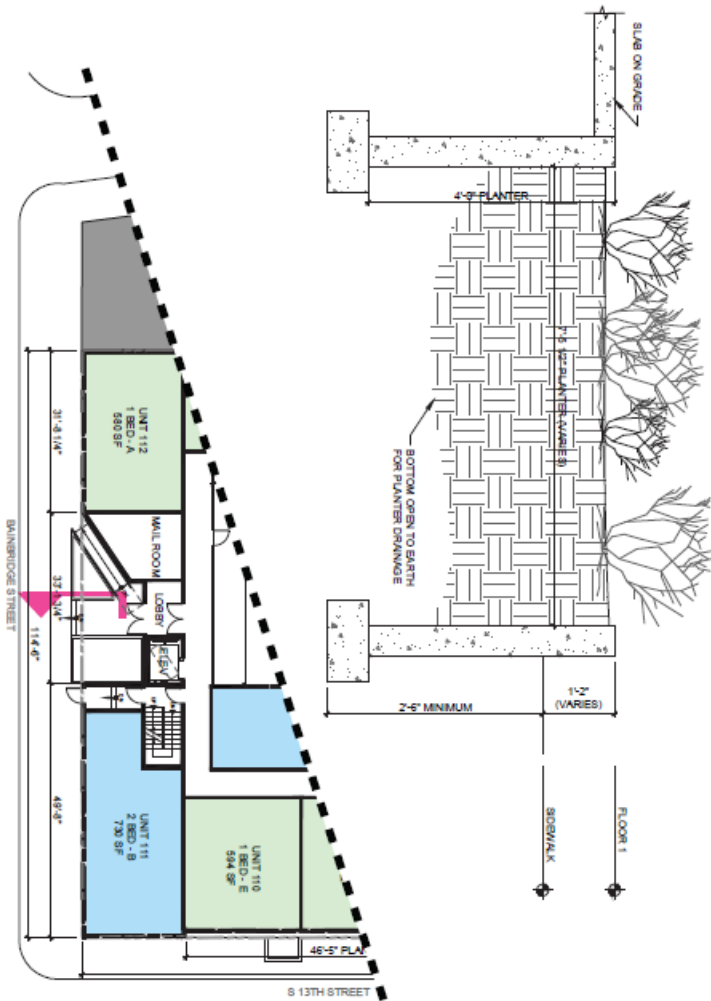 SLAB ON GRADE
PLANTER
7'-5 1/2" PLANTER (VARIES)
BOTTOM OPEN TO EARTH
FOR PLANTER DRAINAGE
1'-2"
(VARIES)
2'-6" MINIMUM
FLOOR 1
SIDEWALK
UNIT 112
1 BED - A
580 SF
MAIL ROOM
LOBBY
ELEV.
UNIT 111
2 BED - B
730 SF
UNIT 110
1 BED - E
594 SF
31'-8 1/4"
33'-1 3/4"
49'-8"
114'-6"
46'-5" PLA
BAINBRIDGE STREET
S 13TH STREET